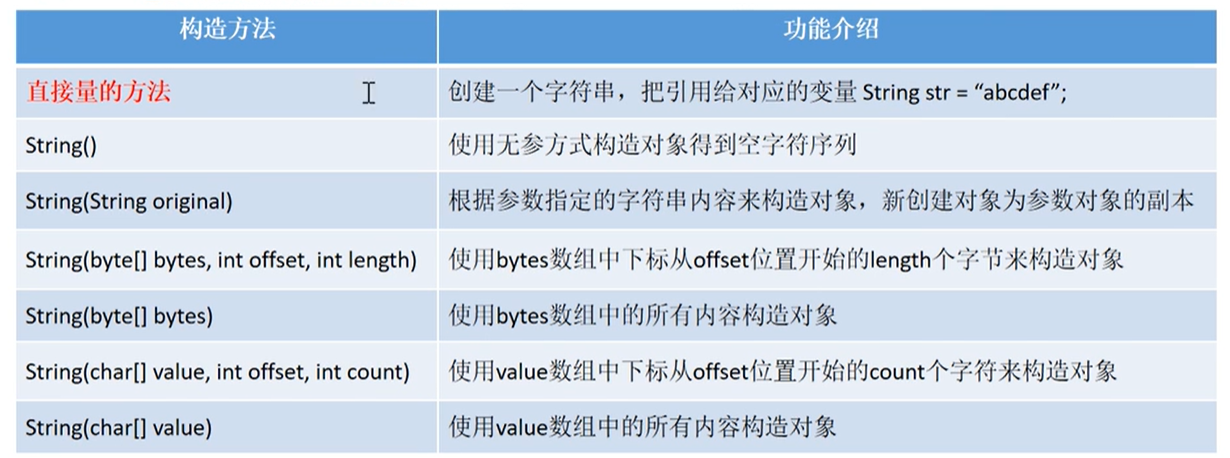 构造方法 功能介绍
直接量的方法 创建一个字符串，把引用给对应的变量 String str = “abcdef”;
String() 使用无参方式构造对象得到空字符序列
String(String original) 根据参数指定的字符串内容来构造对象，新创建对象为参数对象的副本
String(byte[] bytes, int offset, int length) 使用bytes数组中下标从offset位置开始的length个字节来构造对象
String(byte[] bytes) 使用bytes数组中的所有内容构造对象
String(char[] value, int offset, int count) 使用value数组中下标从offset位置开始的count个字符来构造对象
String(char[] value) 使用value数组中的所有内容构造对象